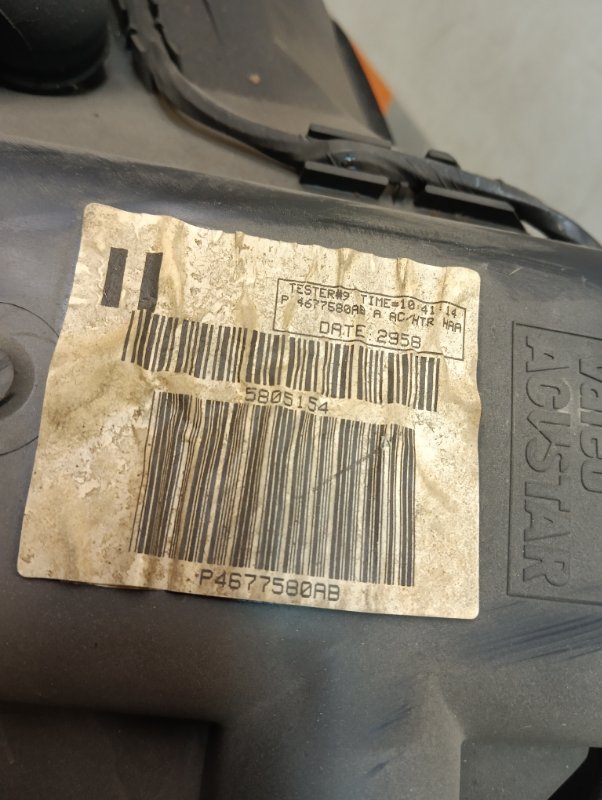 TESTER#9 TIME=10:41:14
P 4677580AB A AC/HTR HAA
DATE 2958
5805154
P4677580AB
Valeo
ACUSTAR